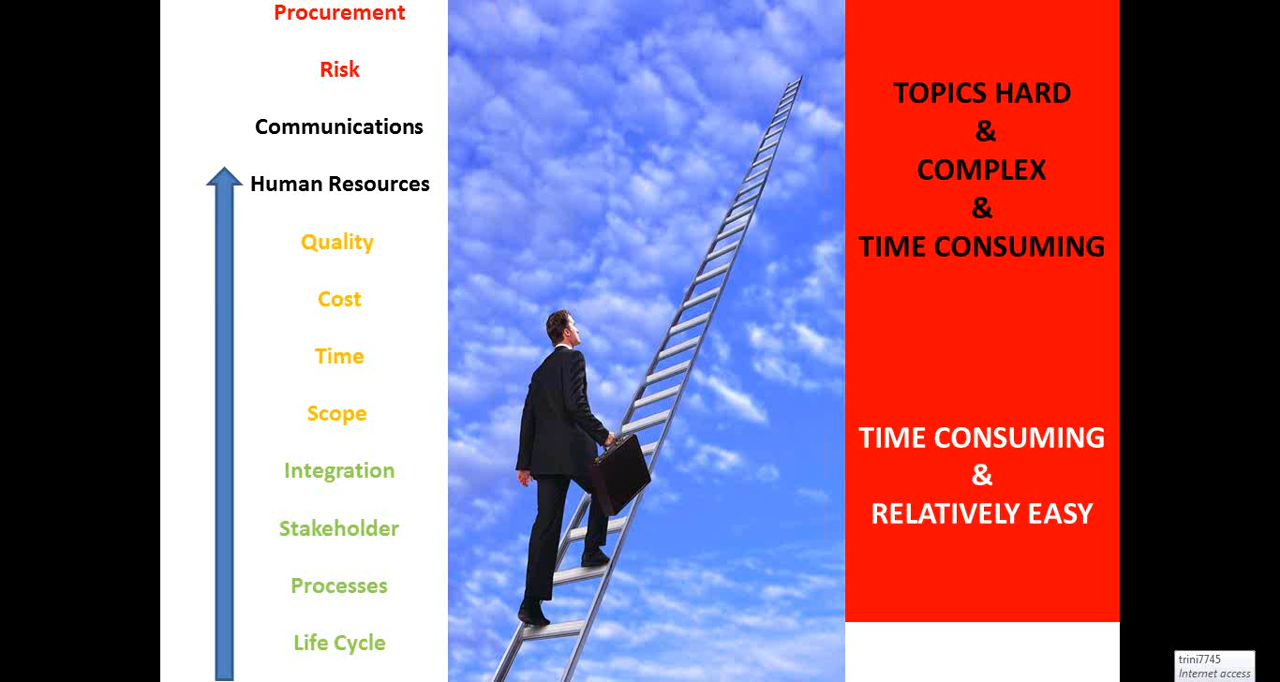 Procurement
Risk
Communications
Human Resources
Quality
Cost
Time
Scope
Integration
Stakeholder
Processes
Life Cycle
TOPICS HARD
&
COMPLEX
&
TIME CONSUMING
TIME CONSUMING
&
RELATIVELY EASY
trini7745
Internet access